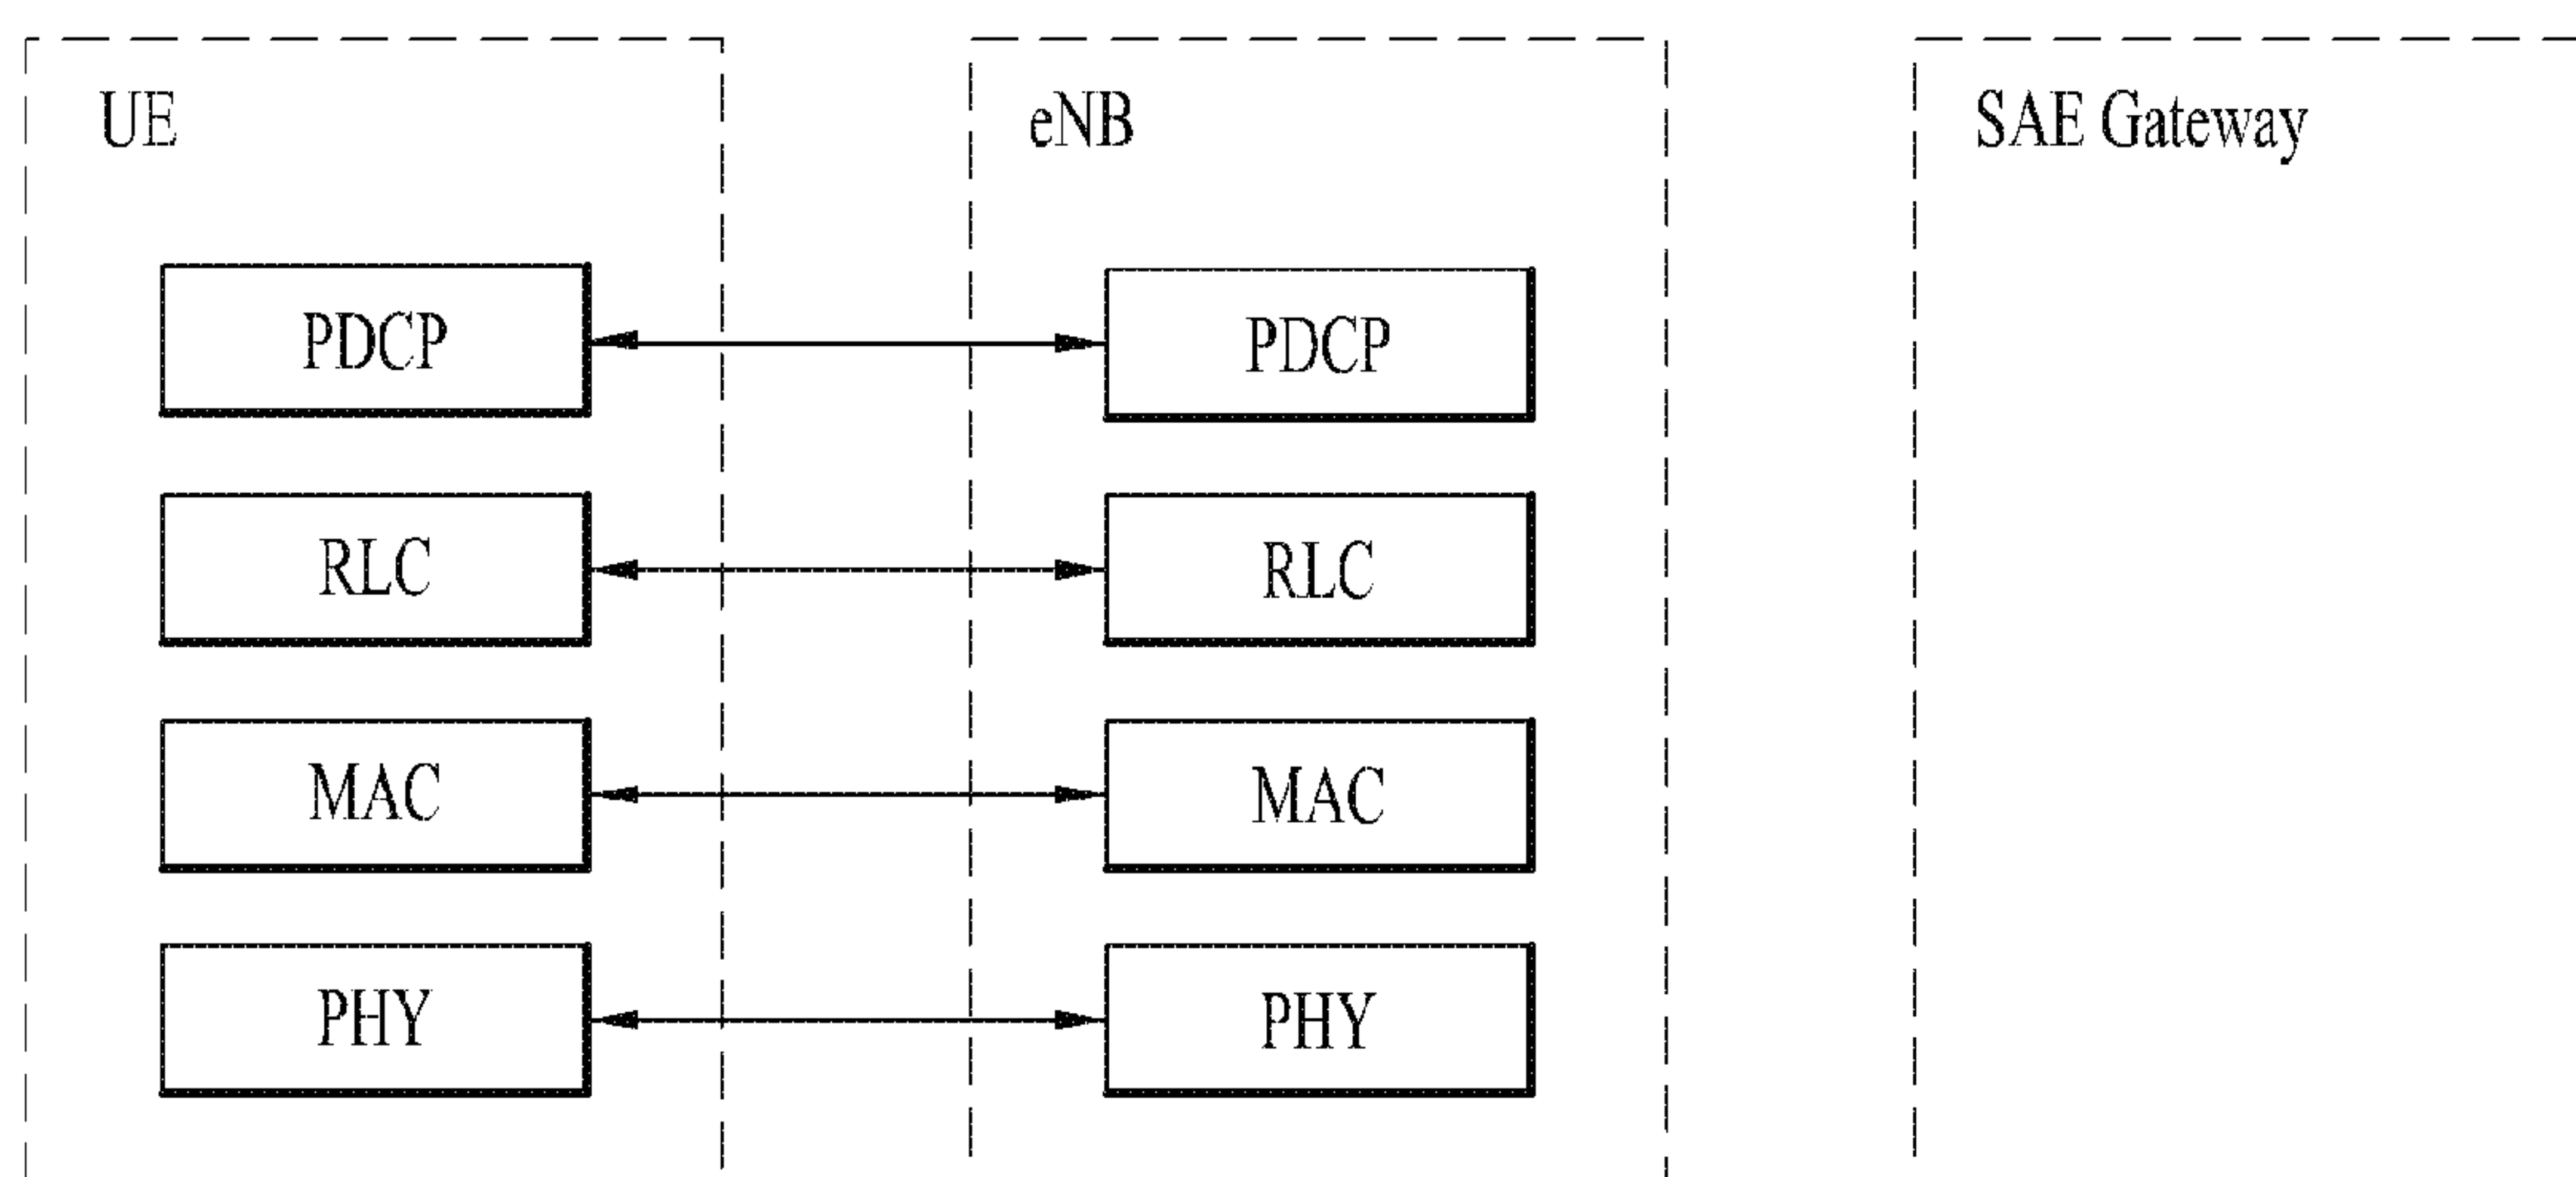 UE
eNB
SAE Gateway
PDCP
PDCP
RLC
RLC
MAC
MAC
PHY
PHY